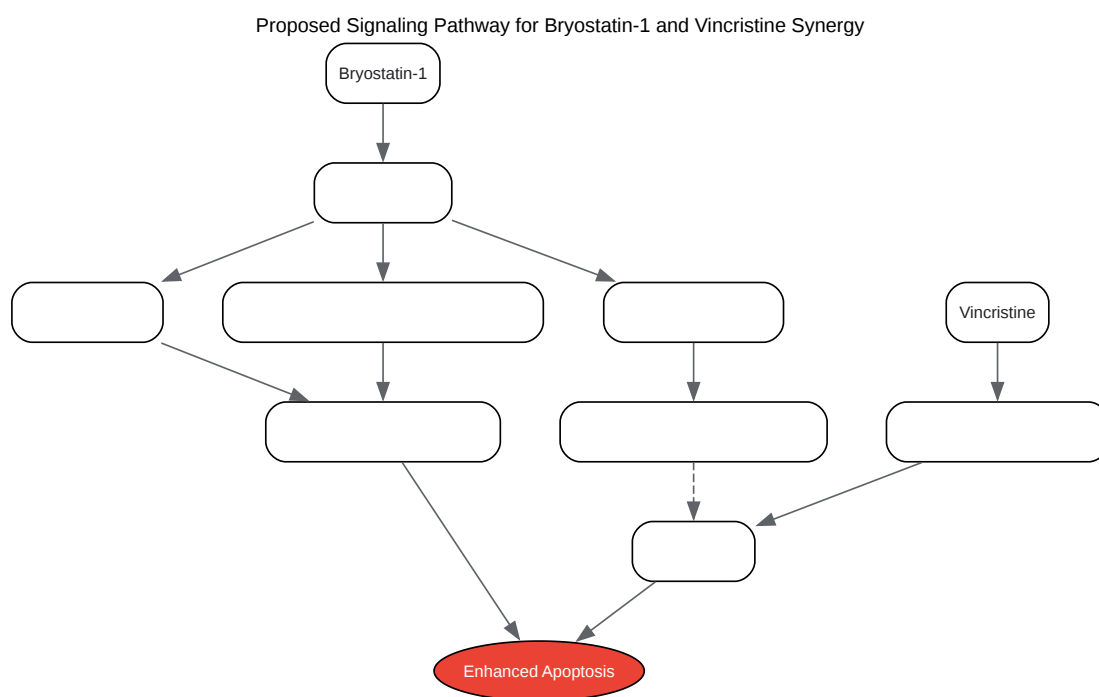 Proposed Signaling Pathway for Bryostatin-1 and Vincristine Synergy
Bryostatin-1
Vincristine
Enhanced Apoptosis